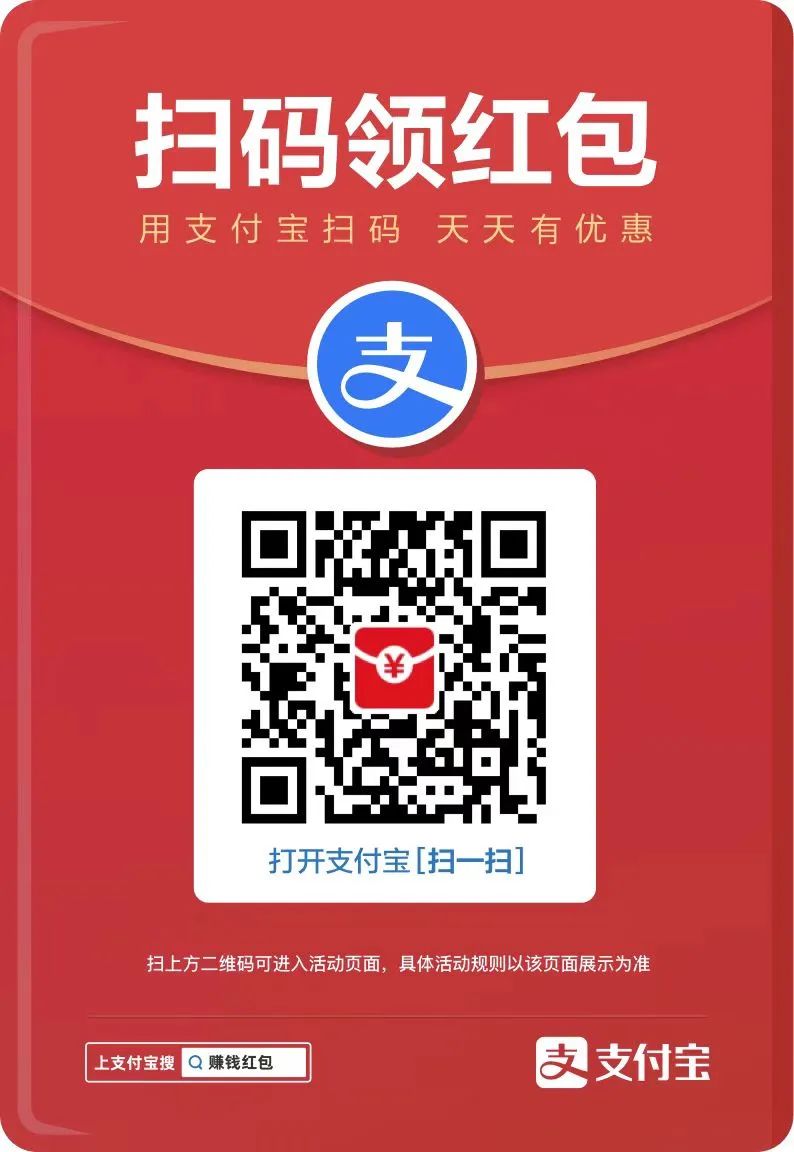 扫码领红包
用支付宝扫码 天天有优惠
支
¥
打开支付宝[扫一扫]
扫上方二维码可进入活动页面，具体活动规则以该页面展示为准
上支付宝搜 赚钱红包
支 支付宝